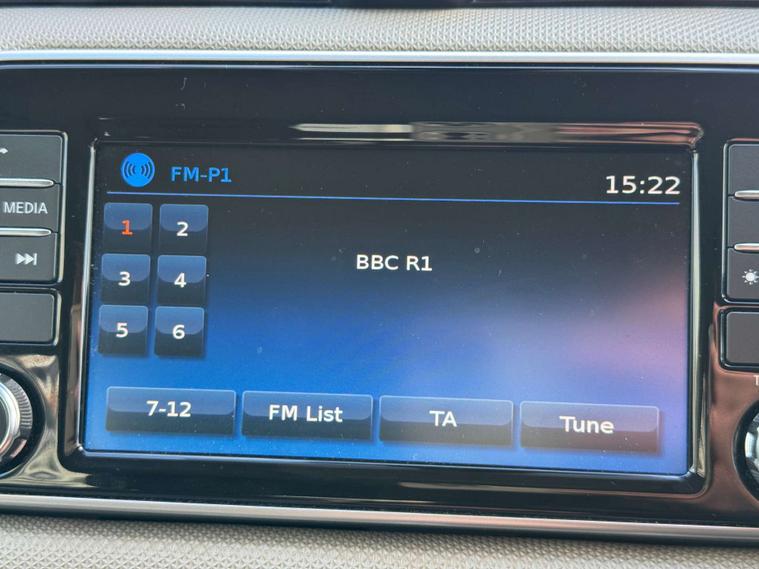 FM-P1
15:22
MEDIA
1 2
BBC R1
3 4
5 6
7-12 FM List TA Tune